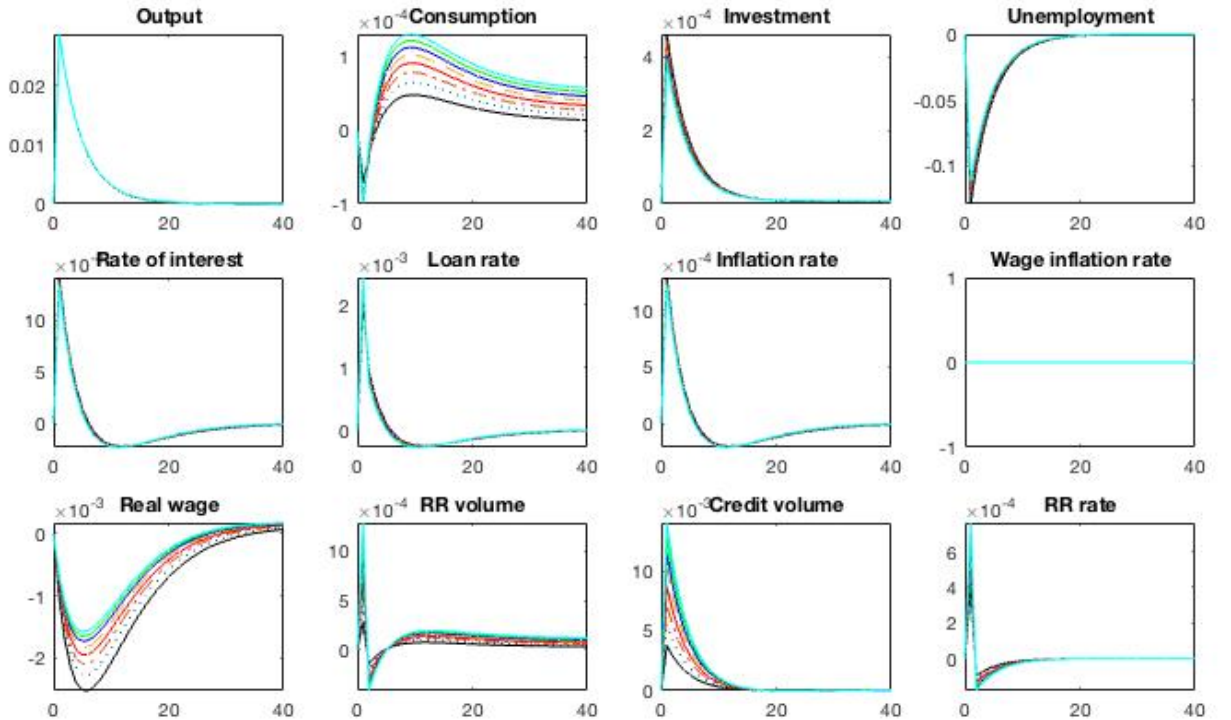 Output
0.02
0.01
0
0 20 40
×10⁻⁴ Consumption
1
0
-1
0 20 40
×10⁻⁴ Investment
4
2
0
0 20 40
Unemployment
0
-0.05
-0.1
0 20 40
Rate of interest
10
5
0
0 20 40
×10⁻³ Loan rate
2
1
0
0 20 40
×10⁻⁴ Inflation rate
10
5
0
0 20 40
Wage inflation rate
1
0
-1
0 20 40
×10⁻³ Real wage
0
-1
-2
0 20 40
×10⁻⁴ RR volume
10
5
0
0 20 40
×10⁻³ Credit volume
10
5
0
0 20 40
×10⁻⁴ RR rate
6
4
2
0
0 20 40